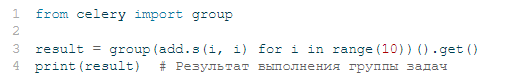 1 from celery import group
2
3 result = group(add.s(i, i) for i in range(10))().get()
4 print(result)  # Результат выполнения группы задач